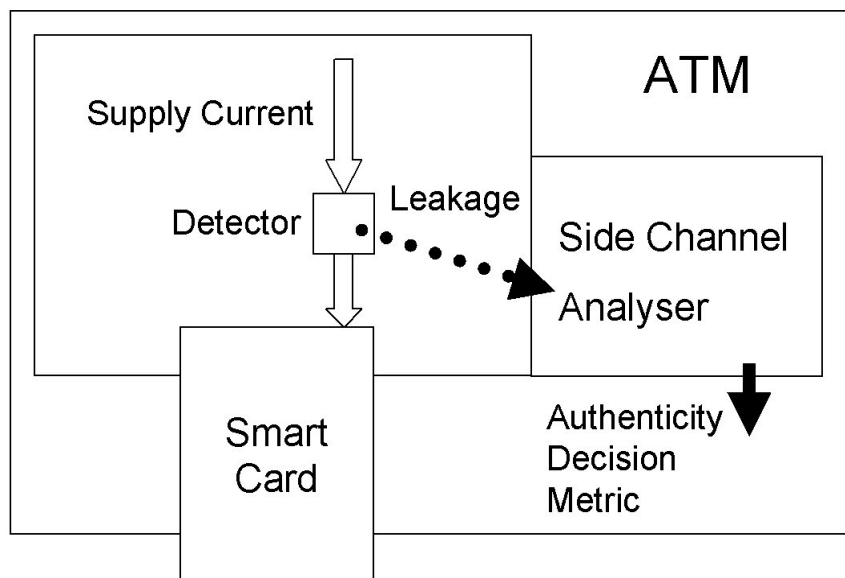 ATM
Supply Current
Detector
Leakage
Side Channel
Analyser
Smart
Card
Authenticity
Decision
Metric